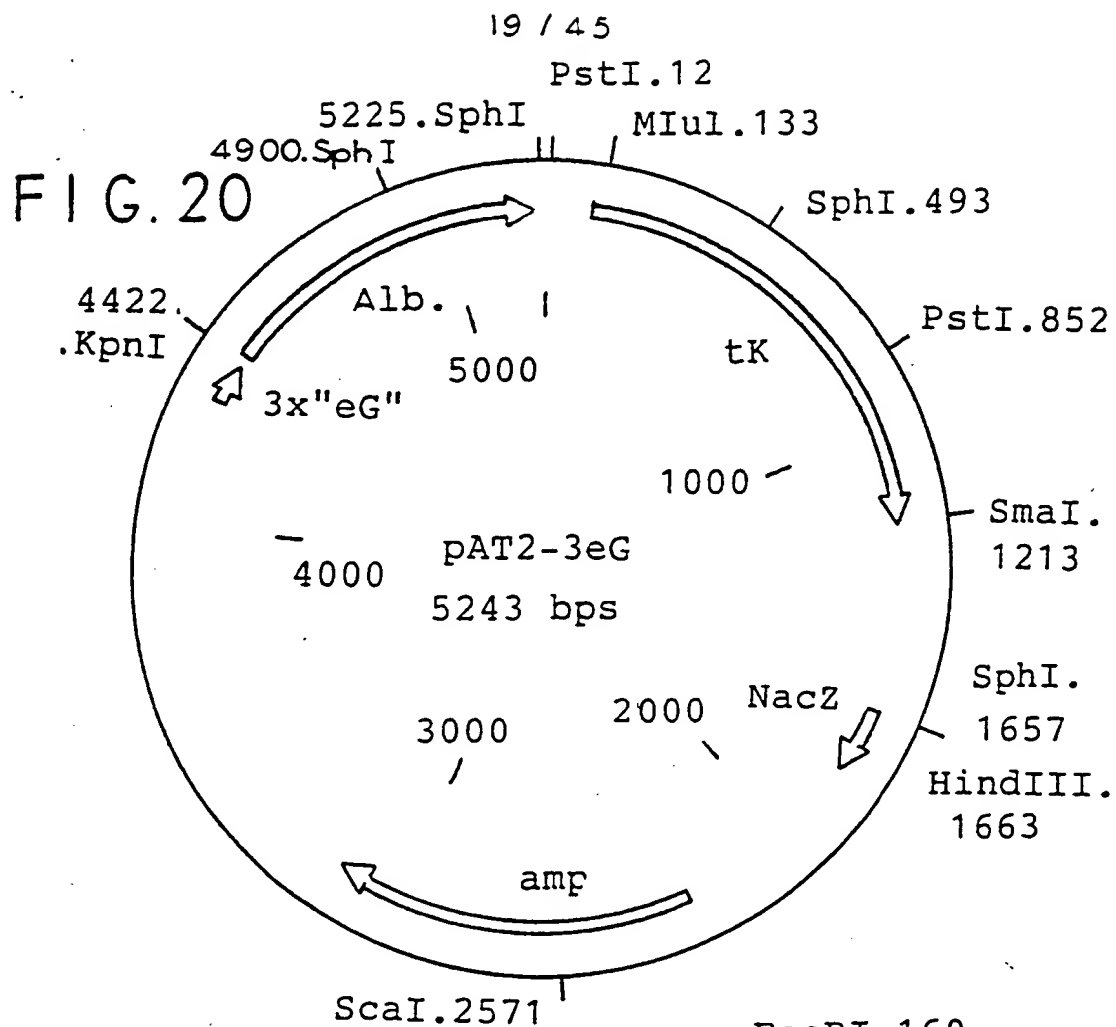 19 / 45
PstI.12
5225.SphI
MIul.133
4900.SphI
FIG. 20
SphI.493
4422.
.KpnI
Alb.
PstI.852
tK
5000
3x"eG"
1000
SmaI.
1213
pAT2-3eG
4000
5243 bps
SphI.
1657
NacZ
2000
3000
HindIII.
1663
amp
ScaI.2571